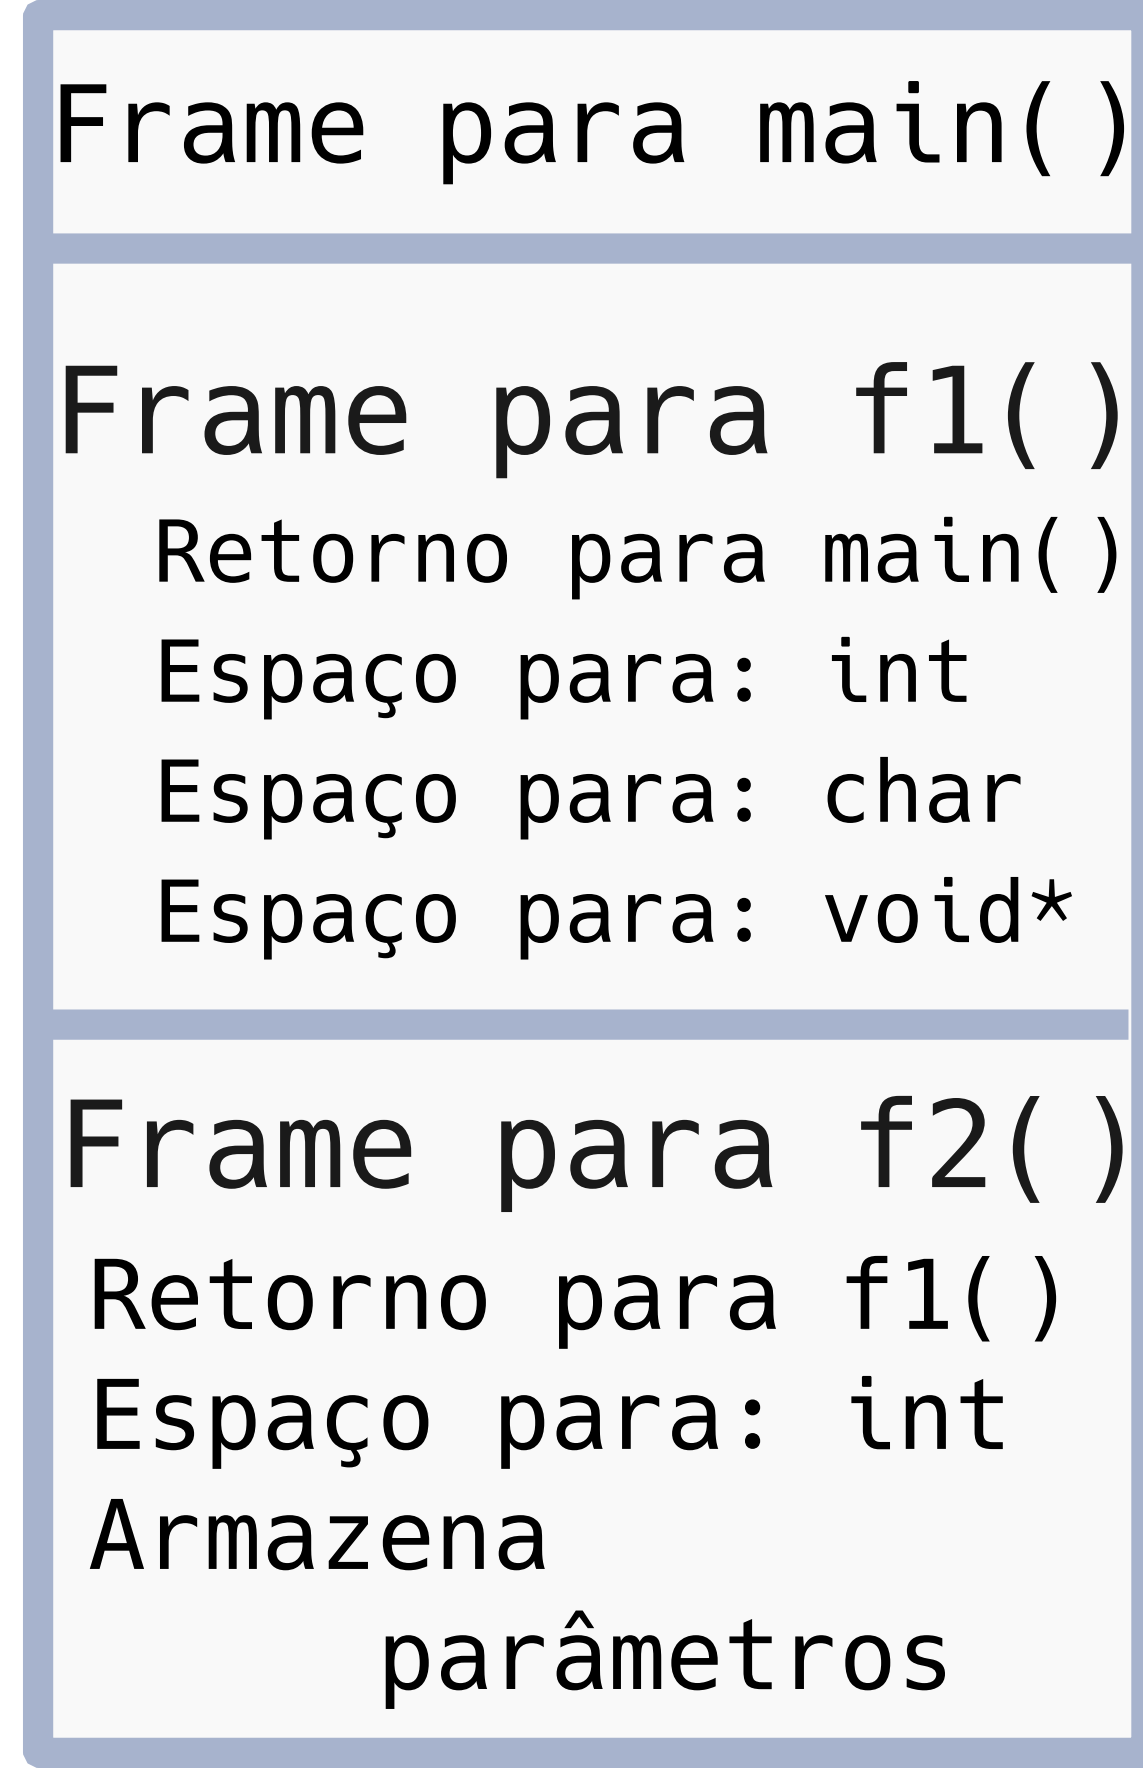 Frame para main()
Frame para f1()
Retorno para main()
Espaço para: int
Espaço para: char
Espaço para: void*
Frame para f2()
Retorno para f1()
Espaço para: int
Armazena
parâmetros